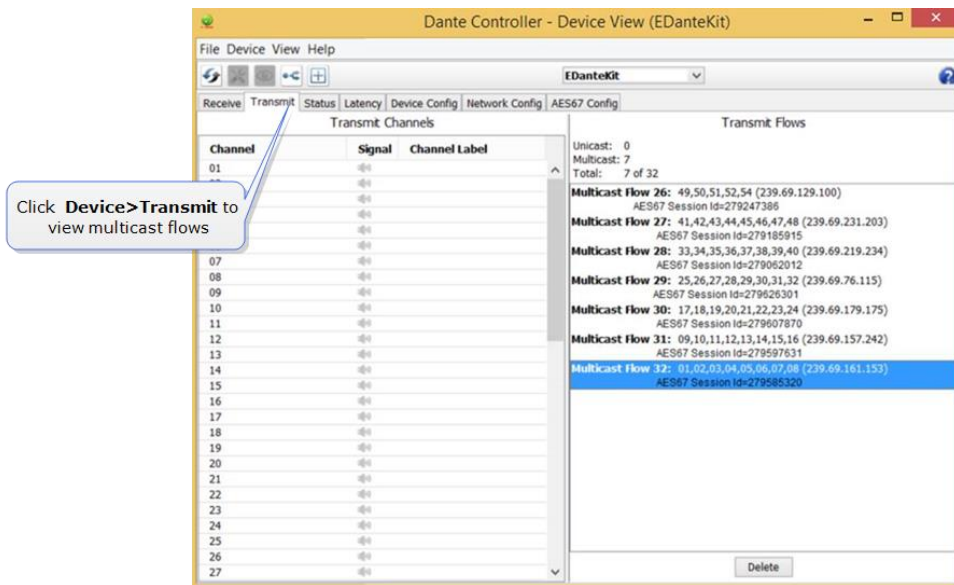 Dante Controller - Device View (EDanteKit)
File Device View Help
EDanteKit
Receive Transmit Status Latency Device Config Network Config AES67 Config
Transmit Channels
Channel Signal Channel Label
01
07
08
09
10
11
12
13
14
15
16
17
18
19
20
21
22
23
24
25
26
27
Click Device>Transmit to
view multicast flows
Transmit Flows
Unicast: 0
Multicast: 7
Total: 7 of 32
Multicast Flow 26: 49,50,51,52,54 (239.69.129.100)
AES67 Session Id=279247386
Multicast Flow 27: 41,42,43,44,45,46,47,48 (239.69.231.203)
AES67 Session Id=279185915
Multicast Flow 28: 33,34,35,36,37,38,39,40 (239.69.219.234)
AES67 Session Id=279062012
Multicast Flow 29: 25,26,27,28,29,30,31,32 (239.69.76.115)
AES67 Session Id=279626301
Multicast Flow 30: 17,18,19,20,21,22,23,24 (239.69.179.175)
AES67 Session Id=279607870
Multicast Flow 31: 09,10,11,12,13,14,15,16 (239.69.157.242)
AES67 Session Id=279597631
Multicast Flow 32: 01,02,03,04,05,06,07,08 (239.69.161.153)
AES67 Session Id=279585320
Delete